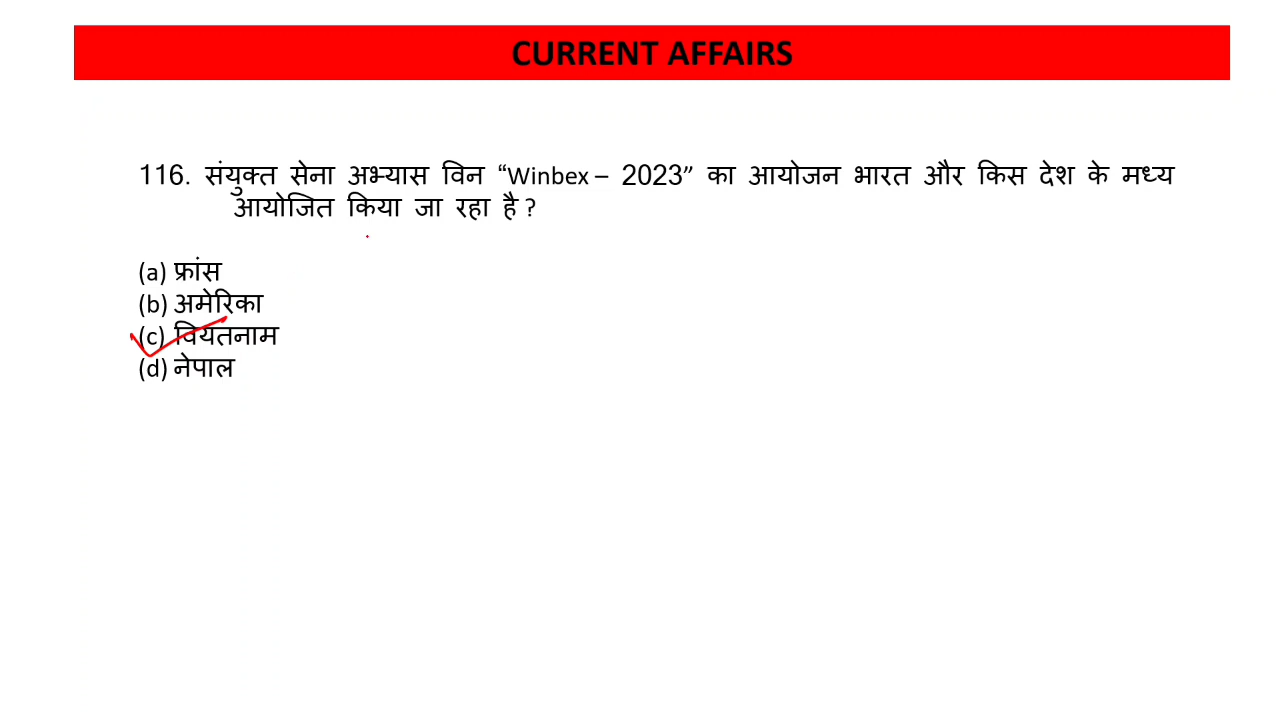 CURRENT AFFAIRS
116. संयुक्त सेना अभ्यास विन “Winbex – 2023” का आयोजन भारत और किस देश के मध्य
आयोजित किया जा रहा है ?
(a) फ्रांस
(b) अमेरिका
(c) वियतनाम
(d) नेपाल